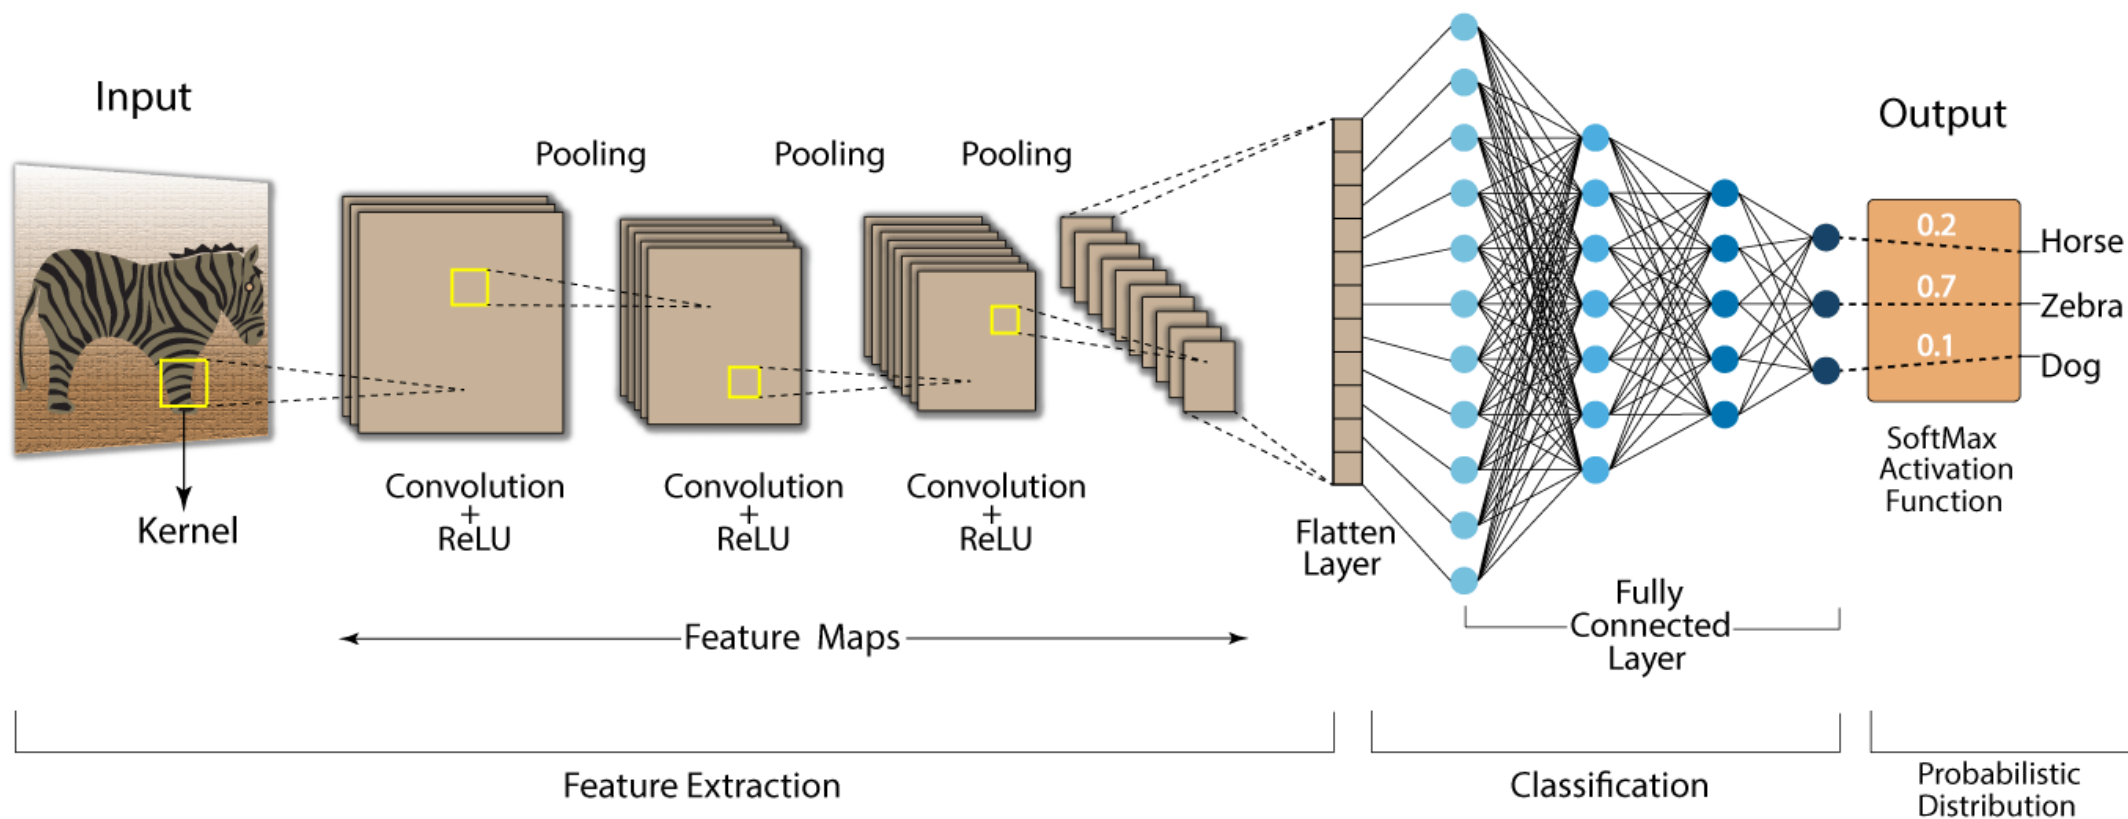 Input
Kernel
Pooling
Pooling
Pooling
Convolution
+
ReLU
Convolution
+
ReLU
Convolution
+
ReLU
Feature Maps
Flatten
Layer
Fully
Connected
Layer
Output
0.2
Horse
0.7
Zebra
0.1
Dog
SoftMax
Activation
Function
Feature Extraction
Classification
Probabilistic
Distribution